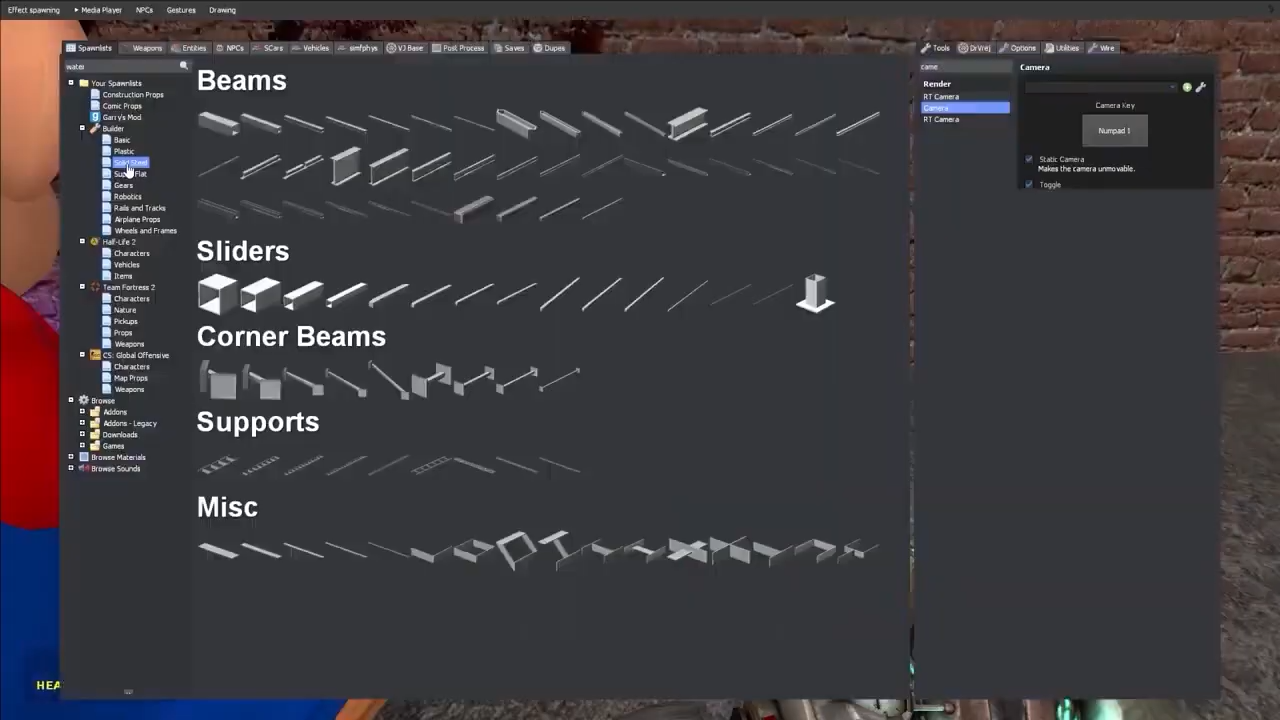 Effect spawning
Media Player
NPCs
Gestures
Drawing
Spawnlists
Weapons
Entities
NPCs
SCars
Vehicles
simfphys
VJ Base
Post Process
Saves
Dupes
water
Your Spawnlists
Construction Props
Comic Props
Garry's Mod
Builder
Basic
Plastic
Solid Steel
Gears
Robotics
Rails and Tracks
Airplane Props
Wheels and Frames
Half-Life 2
Characters
Vehicles
Items
Team Fortress 2
Characters
Nature
Pickups
Props
Weapons
CS: Global Offensive
Characters
Map Props
Weapons
Browse
Addons
Addons - Legacy
Downloads
Games
Browse Materials
Browse Sounds
Beams
Sliders
Corner Beams
Supports
Misc
Tools
DrVrej
Options
Utilities
Wire
came
Render
RT Camera
Camera
RT Camera
Camera
Camera Key
Numpad 1
Static Camera
Makes the camera unmovable.
Toggle
HEA